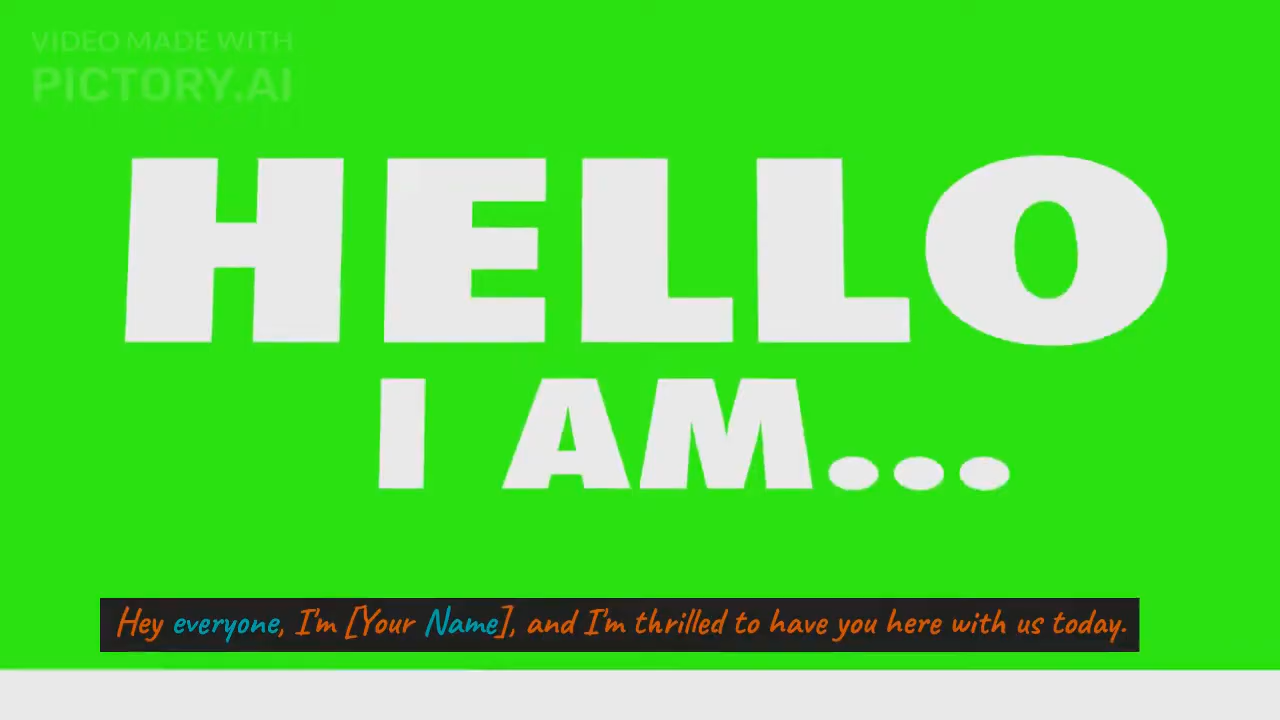 VIDEO MADE WITH
PICTORY.AI
HELLO
I AM...
Hey everyone, I'm [Your Name], and I'm thrilled to have you here with us today.